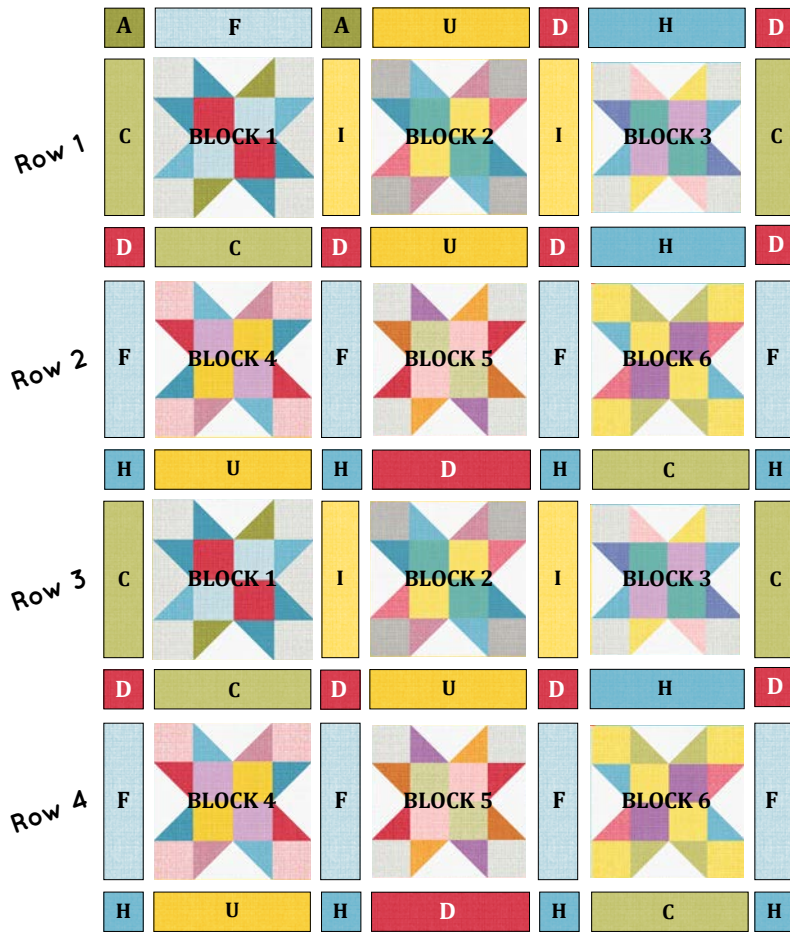 A F A U D H D
Row 1 C BLOCK 1 I BLOCK 2 I BLOCK 3 C
D C D U D H D
Row 2 F BLOCK 4 F BLOCK 5 F BLOCK 6 F
H U H D H C H
Row 3 C BLOCK 1 I BLOCK 2 I BLOCK 3 C
D C D U D H D
Row 4 F BLOCK 4 F BLOCK 5 F BLOCK 6 F
H U H D H C H